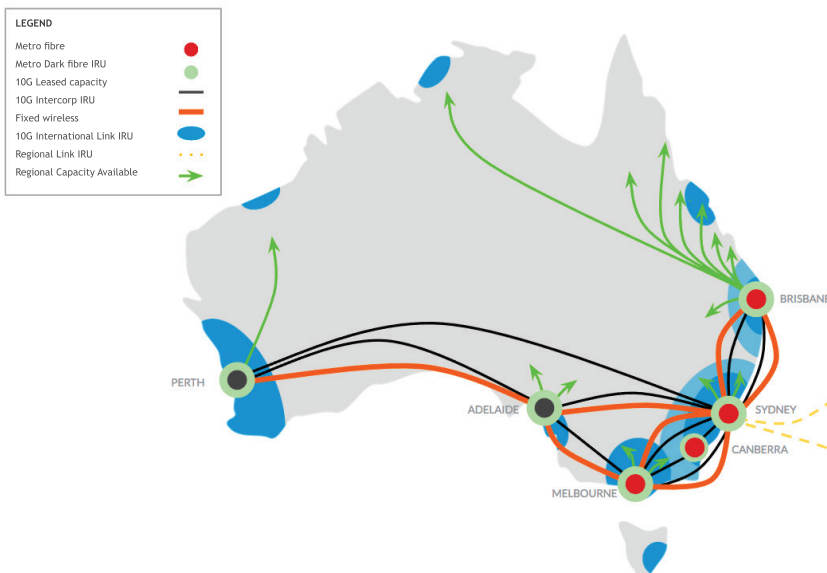 LEGEND
Metro fibre
Metro Dark fibre IRU
10G Leased capacity
10G Intercorp IRU
Fixed wireless
10G International Link IRU
Regional Link IRU
Regional Capacity Available
BRISBANE
PERTH
ADELAIDE
SYDNEY
CANBERRA
MELBOURNE